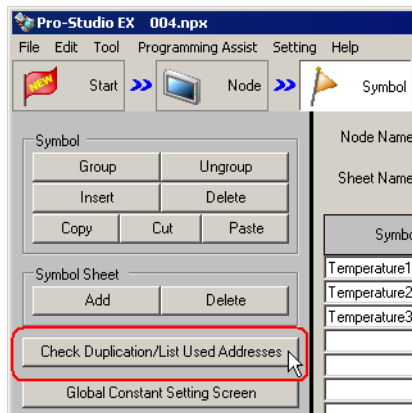 Pro-Studio EX 004.npx
File Edit Tool Programming Assist Setting Help
NEW Start Node Symbol
Symbol
Group Ungroup
Insert Delete
Copy Cut Paste
Symbol Sheet
Add Delete
Check Duplication/List Used Addresses
Global Constant Setting Screen
Node Name
Sheet Name
Symbo
Temperature1
Temperature2
Temperature3